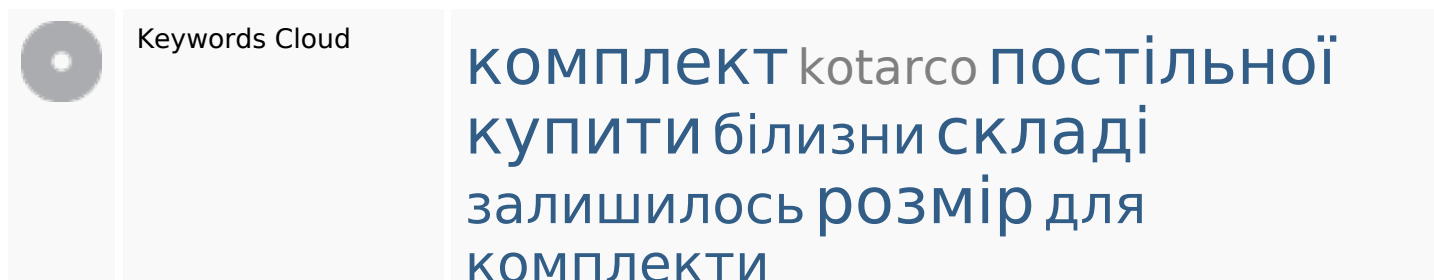 Keywords Cloud
комплект kotarco постільної
купити білизни складі
залишилось розмір для
комплекти